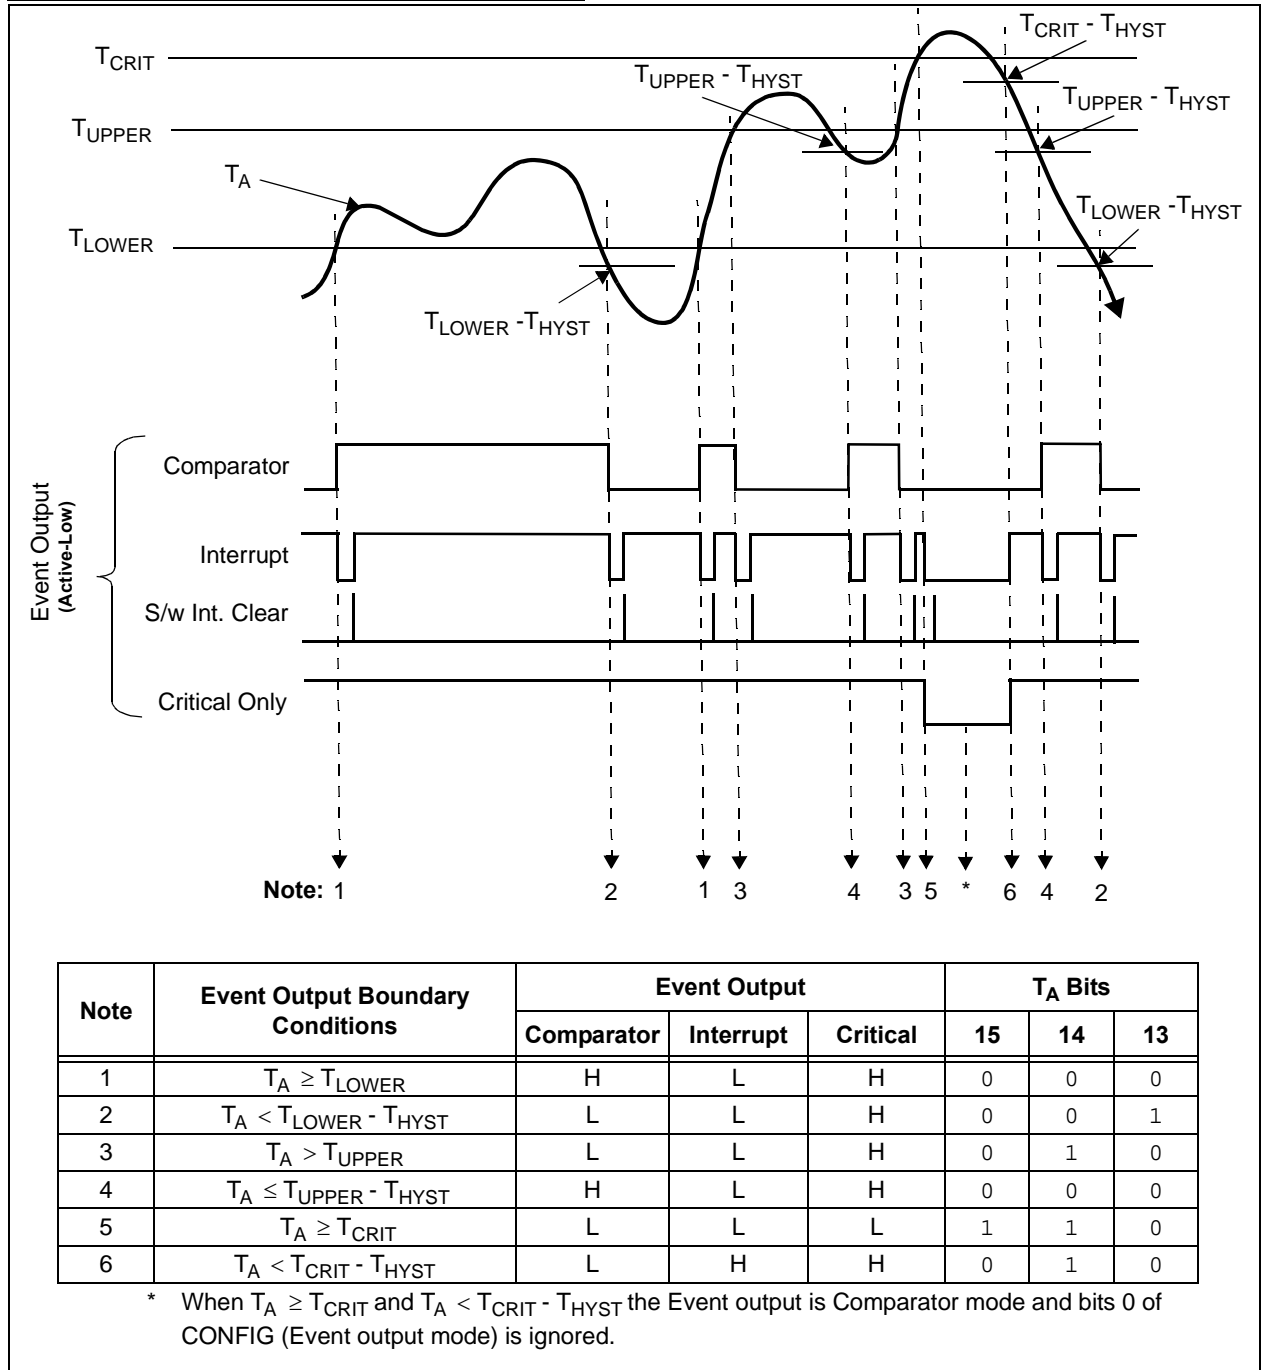 T_CRIT - T_HYST
T_CRIT
T_UPPER - T_HYST
T_UPPER - T_HYST
T_UPPER
T_A
T_LOWER -T_HYST
T_LOWER
T_LOWER -T_HYST
Event Output
(Active-Low)
Comparator
Interrupt
S/w Int. Clear
Critical Only
Note: 1 2 1 3 4 3 5 * 6 4 2
Note Event Output Boundary Conditions Event Output T_A Bits
Comparator Interrupt Critical 15 14 13
1 T_A ≥ T_LOWER H L H 0 0 0
2 T_A < T_LOWER - T_HYST L L H 0 0 1
3 T_A > T_UPPER L L H 0 1 0
4 T_A ≤ T_UPPER - T_HYST H L H 0 0 0
5 T_A ≥ T_CRIT L L L 1 1 0
6 T_A < T_CRIT - T_HYST L H H 0 1 0
* When T_A ≥ T_CRIT and T_A < T_CRIT - T_HYST the Event output is Comparator mode and bits 0 of
CONFIG (Event output mode) is ignored.